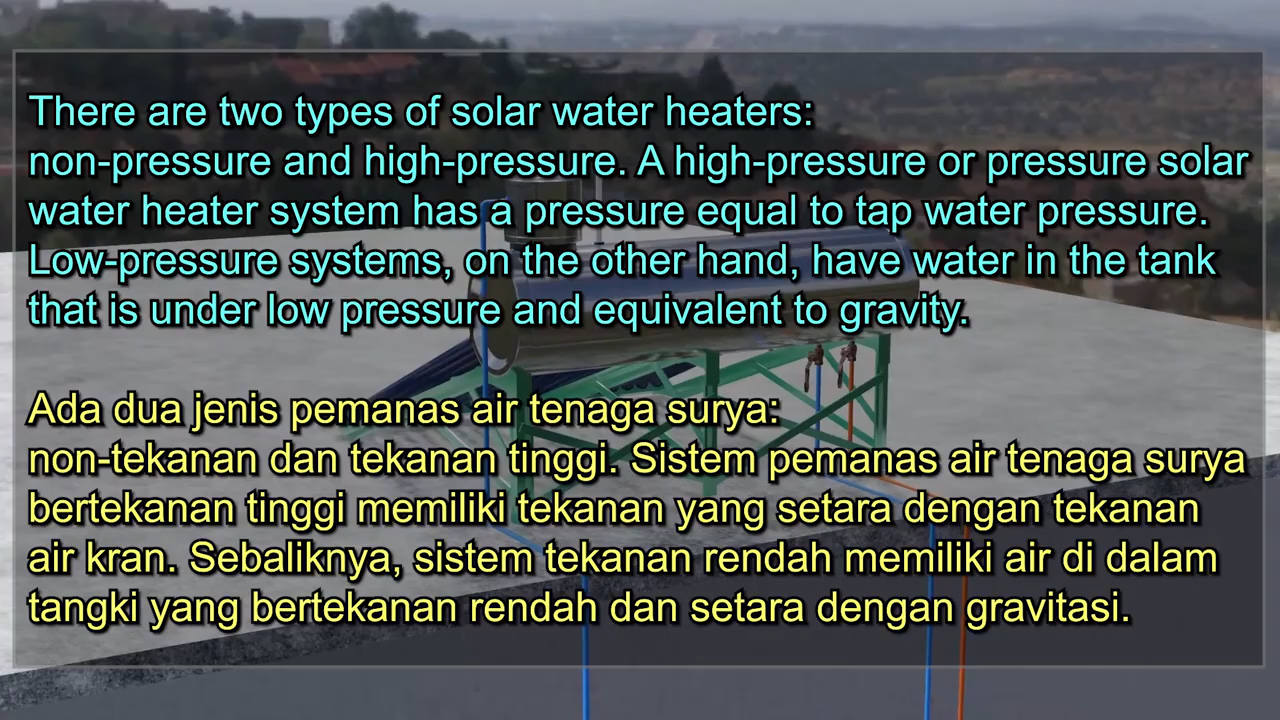 There are two types of solar water heaters:
non-pressure and high-pressure. A high-pressure or pressure solar
water heater system has a pressure equal to tap water pressure.
Low-pressure systems, on the other hand, have water in the tank
that is under low pressure and equivalent to gravity.
Ada dua jenis pemanas air tenaga surya:
non-tekanan dan tekanan tinggi. Sistem pemanas air tenaga surya
bertekanan tinggi memiliki tekanan yang setara dengan tekanan
air kran. Sebaliknya, sistem tekanan rendah memiliki air di dalam
tangki yang bertekanan rendah dan setara dengan gravitasi.